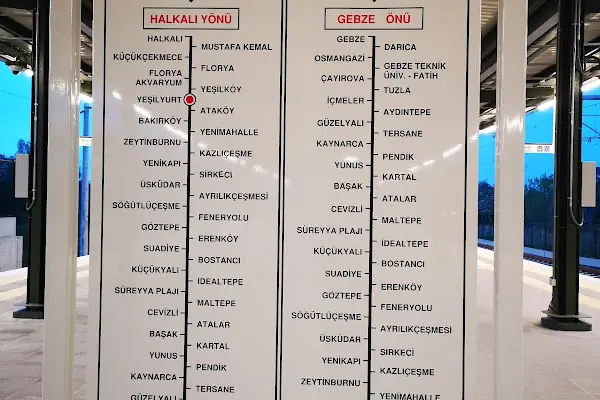 HALKALI YÖNÜ
HALKALI
MUSTAFA KEMAL
KÜÇÜKÇEKMECE
FLORYA
FLORYA
AKVARYUM
YEŞİLKÖY
YEŞİLYURT
ATAKÖY
BAKIRKÖY
YENIMAHALLE
ZEYTİNBURNU
KAZLIÇEŞME
YENİKAPI
SİRKECİ
ÜSKÜDAR
AYRILIKÇEŞMESİ
SÖĞÜTLÜÇEŞME
FENERYOLU
GÖZTEPE
ERENKÖY
SUADİYE
BOSTANCI
KÜÇÜKYALI
İDEALTEPE
SÜREYYA PLAJI
MALTEPE
CEVİZLİ
ATALAR
BAŞAK
KARTAL
YUNUS
PENDİK
KAYNARCA
TERSANE
GÜZELYALI
GEBZE ÖNÜ
GEBZE
DARICA
OSMANGAZİ
GEBZE TEKNİK
ÜNİV. - FATİH
ÇAYIROVA
TUZLA
İÇMELER
AYDINTEPE
GÜZELYALI
TERSANE
KAYNARCA
PENDİK
YUNUS
KARTAL
BAŞAK
ATALAR
CEVİZLİ
MALTEPE
SÜREYYA PLAJI
İDEALTEPE
KÜÇÜKYALI
BOSTANCI
SUADİYE
ERENKÖY
GÖZTEPE
FENERYOLU
SÖĞÜTLÜÇEŞME
AYRILIKÇEŞMESİ
ÜSKÜDAR
SİRKECİ
YENİKAPI
KAZLIÇEŞME
ZEYTİNBURNU
YENİMAHALLE